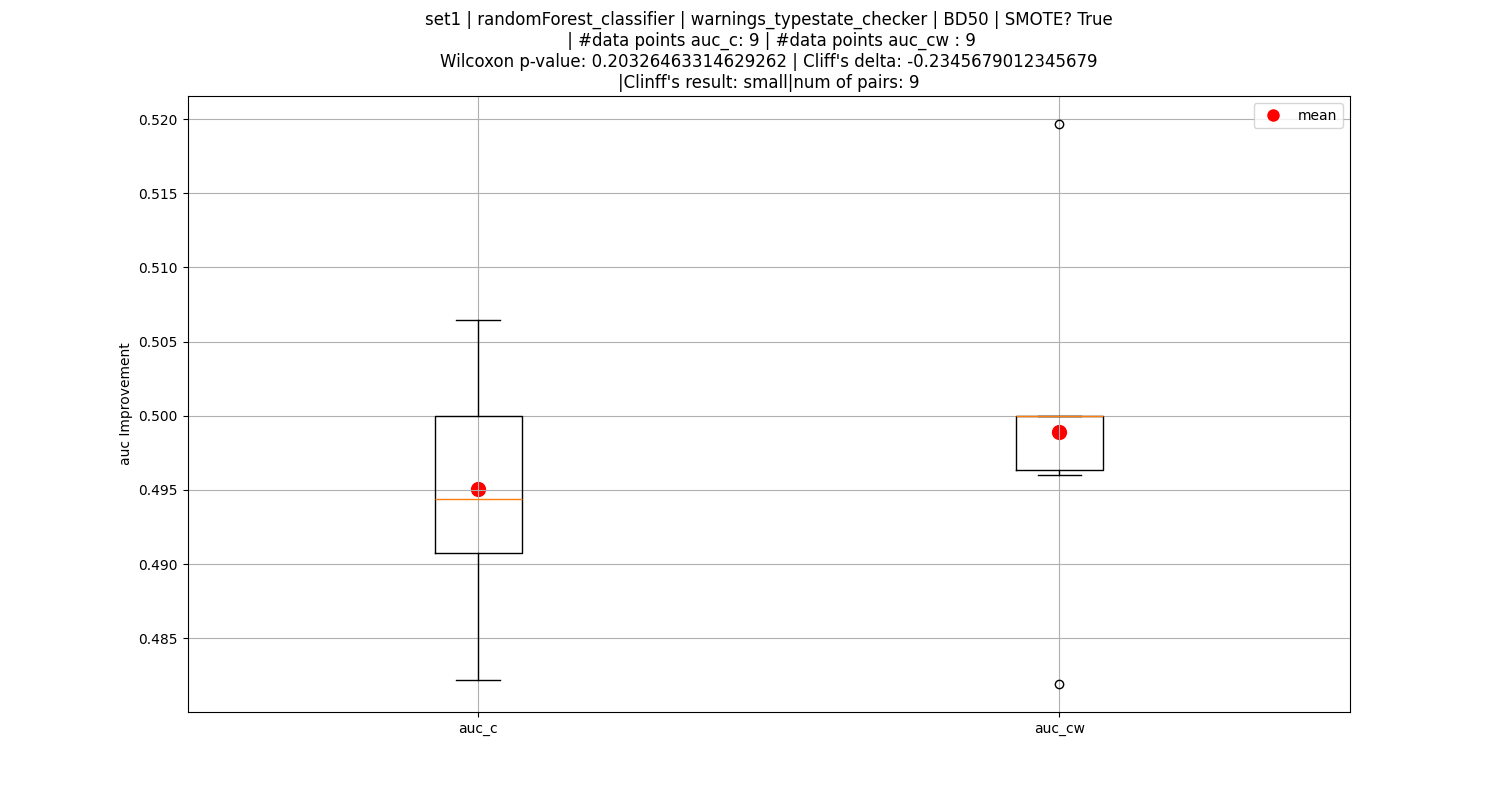 set1 | randomForest_classifier | warnings_typestate_checker | BD50 | SMOTE? True
| #data points auc_c: 9 | #data points auc_cw : 9
Wilcoxon p-value: 0.20326463314629262 | Cliff's delta: -0.2345679012345679
|Clinff's result: small|num of pairs: 9
mean
0.520
0.515
0.510
0.505
0.500
0.495
0.490
0.485
auc Improvement
auc_c
auc_cw